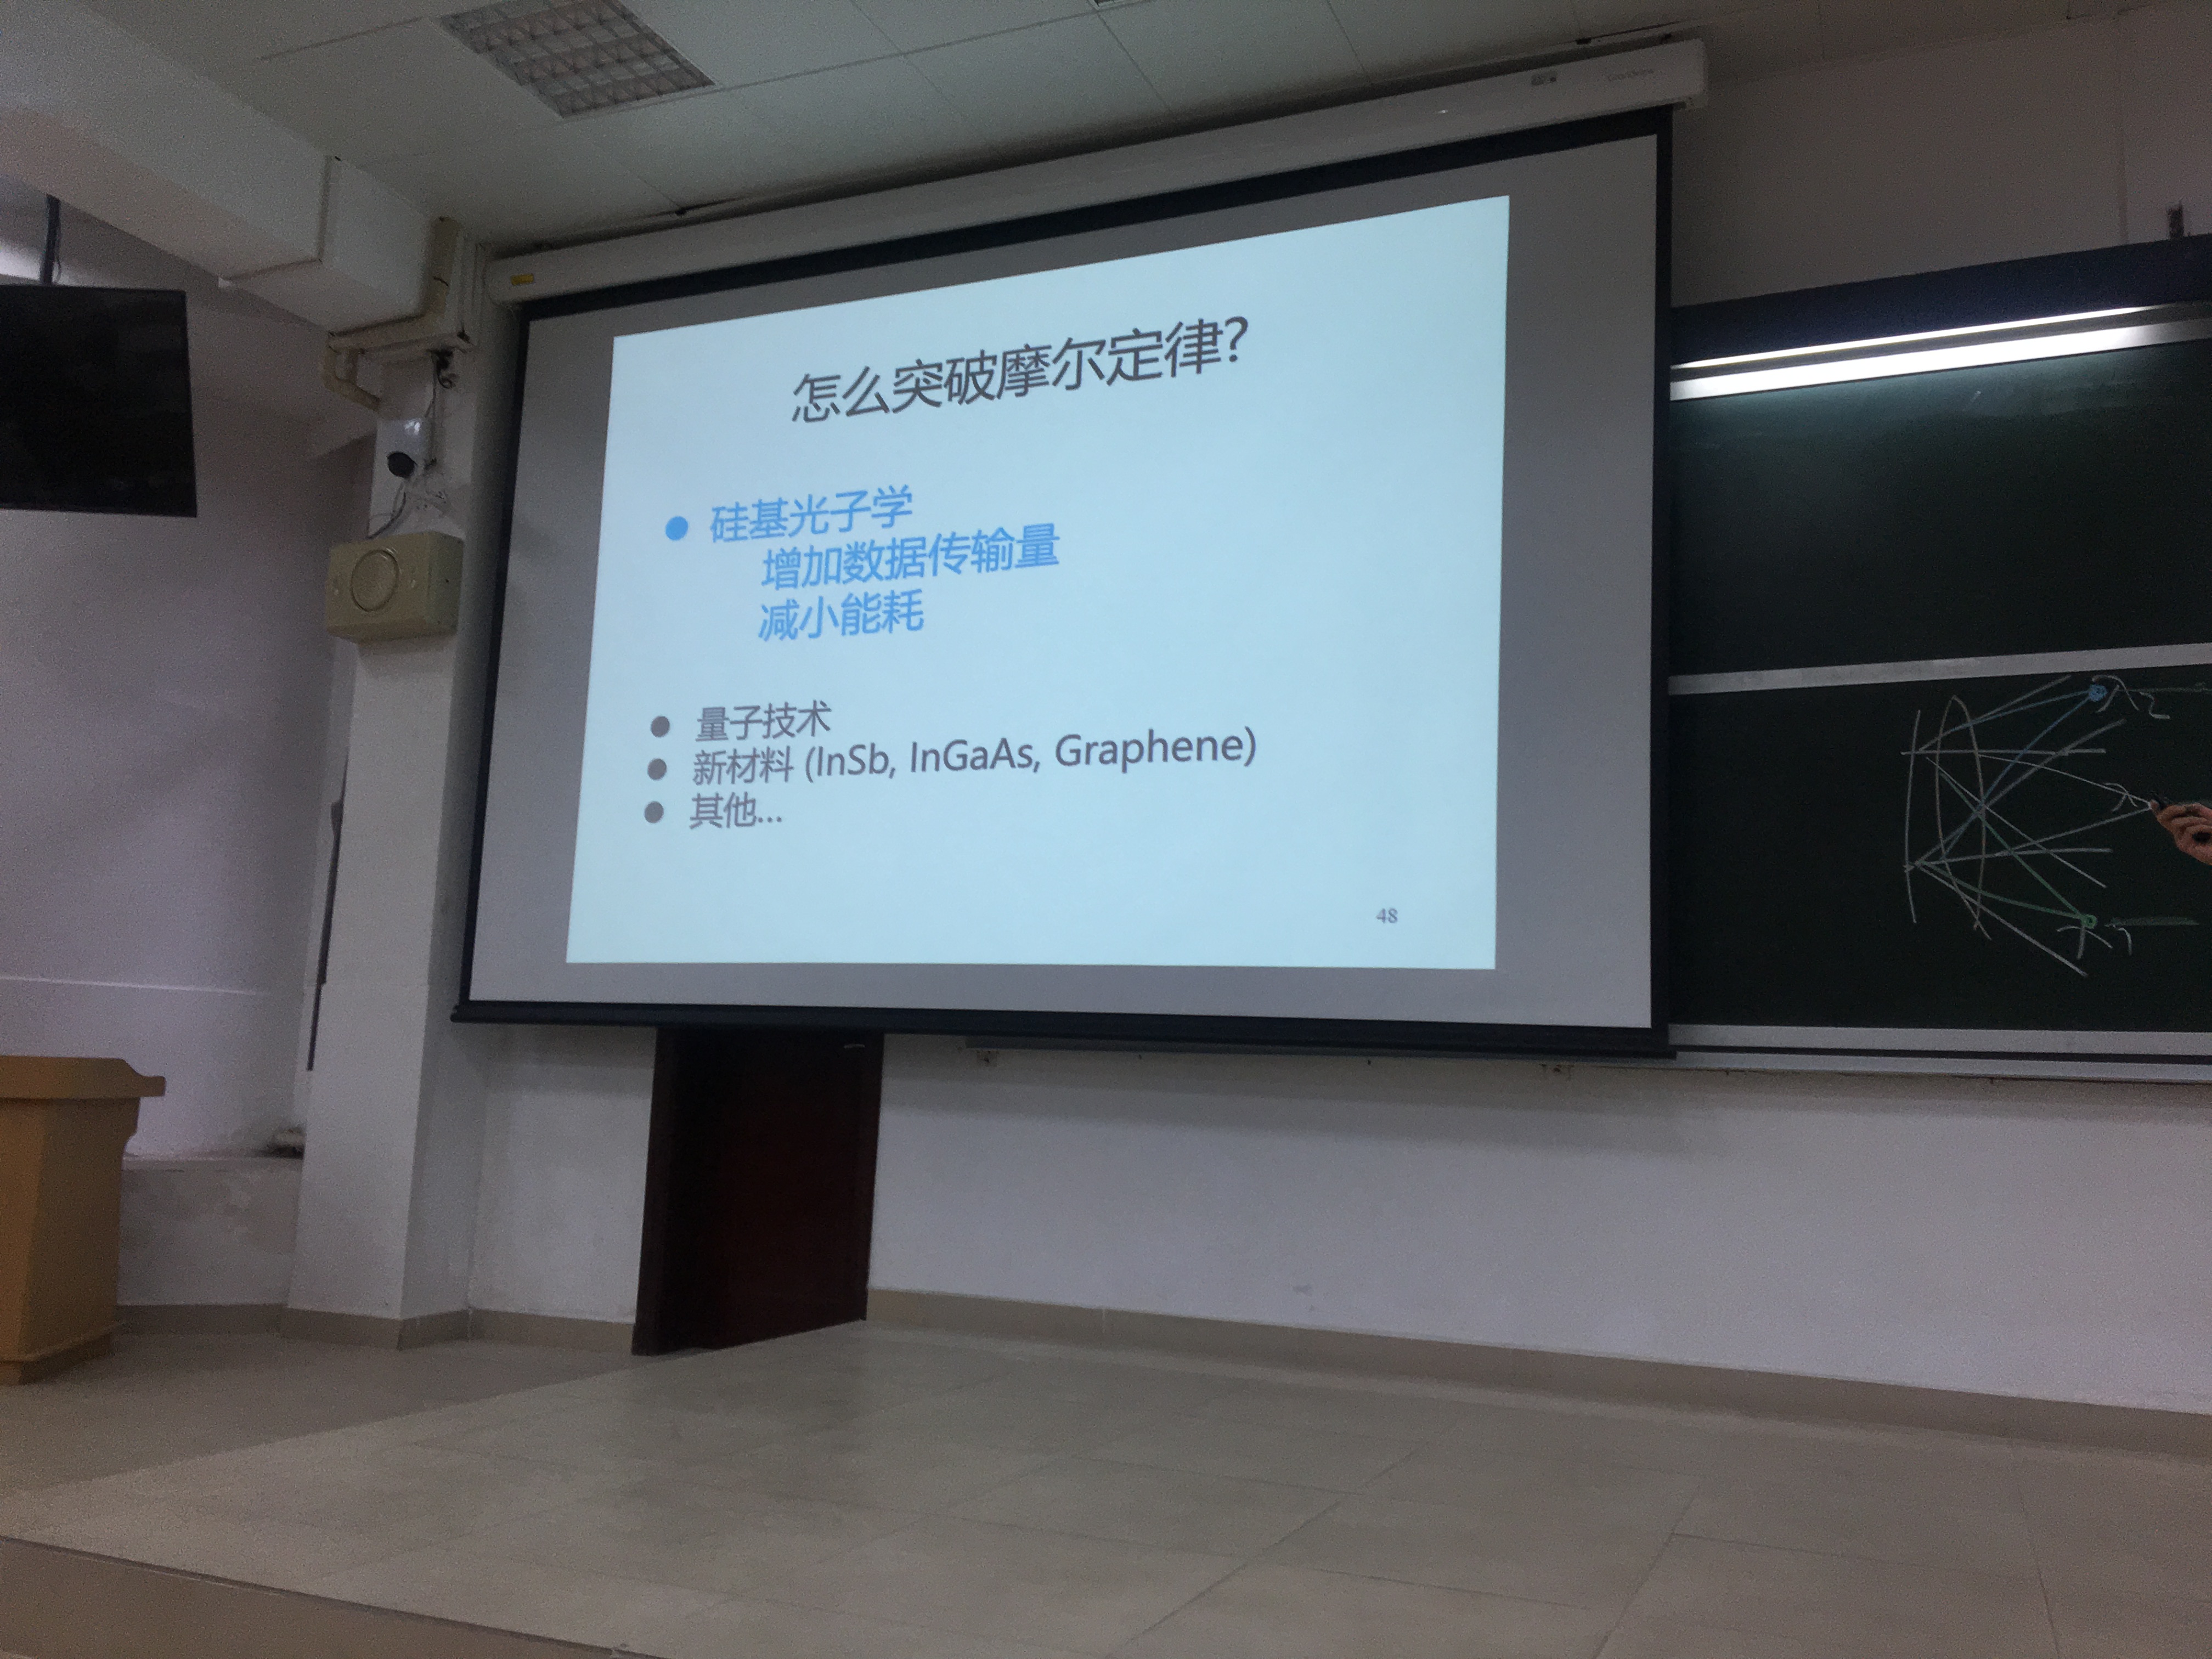 怎么突破摩尔定律?
● 硅基光子学
增加数据传输量
减小能耗
● 量子技术
● 新材料 (InSb, InGaAs, Graphene)
● 其他...
48